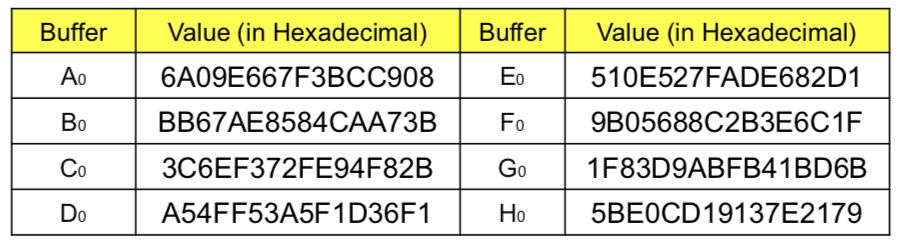 Buffer Value (in Hexadecimal) Buffer Value (in Hexadecimal)
A0 6A09E667F3BCC908 E0 510E527FADE682D1
B0 BB67AE8584CAA73B F0 9B05688C2B3E6C1F
C0 3C6EF372FE94F82B G0 1F83D9ABFB41BD6B
D0 A54FF53A5F1D36F1 H0 5BE0CD19137E2179